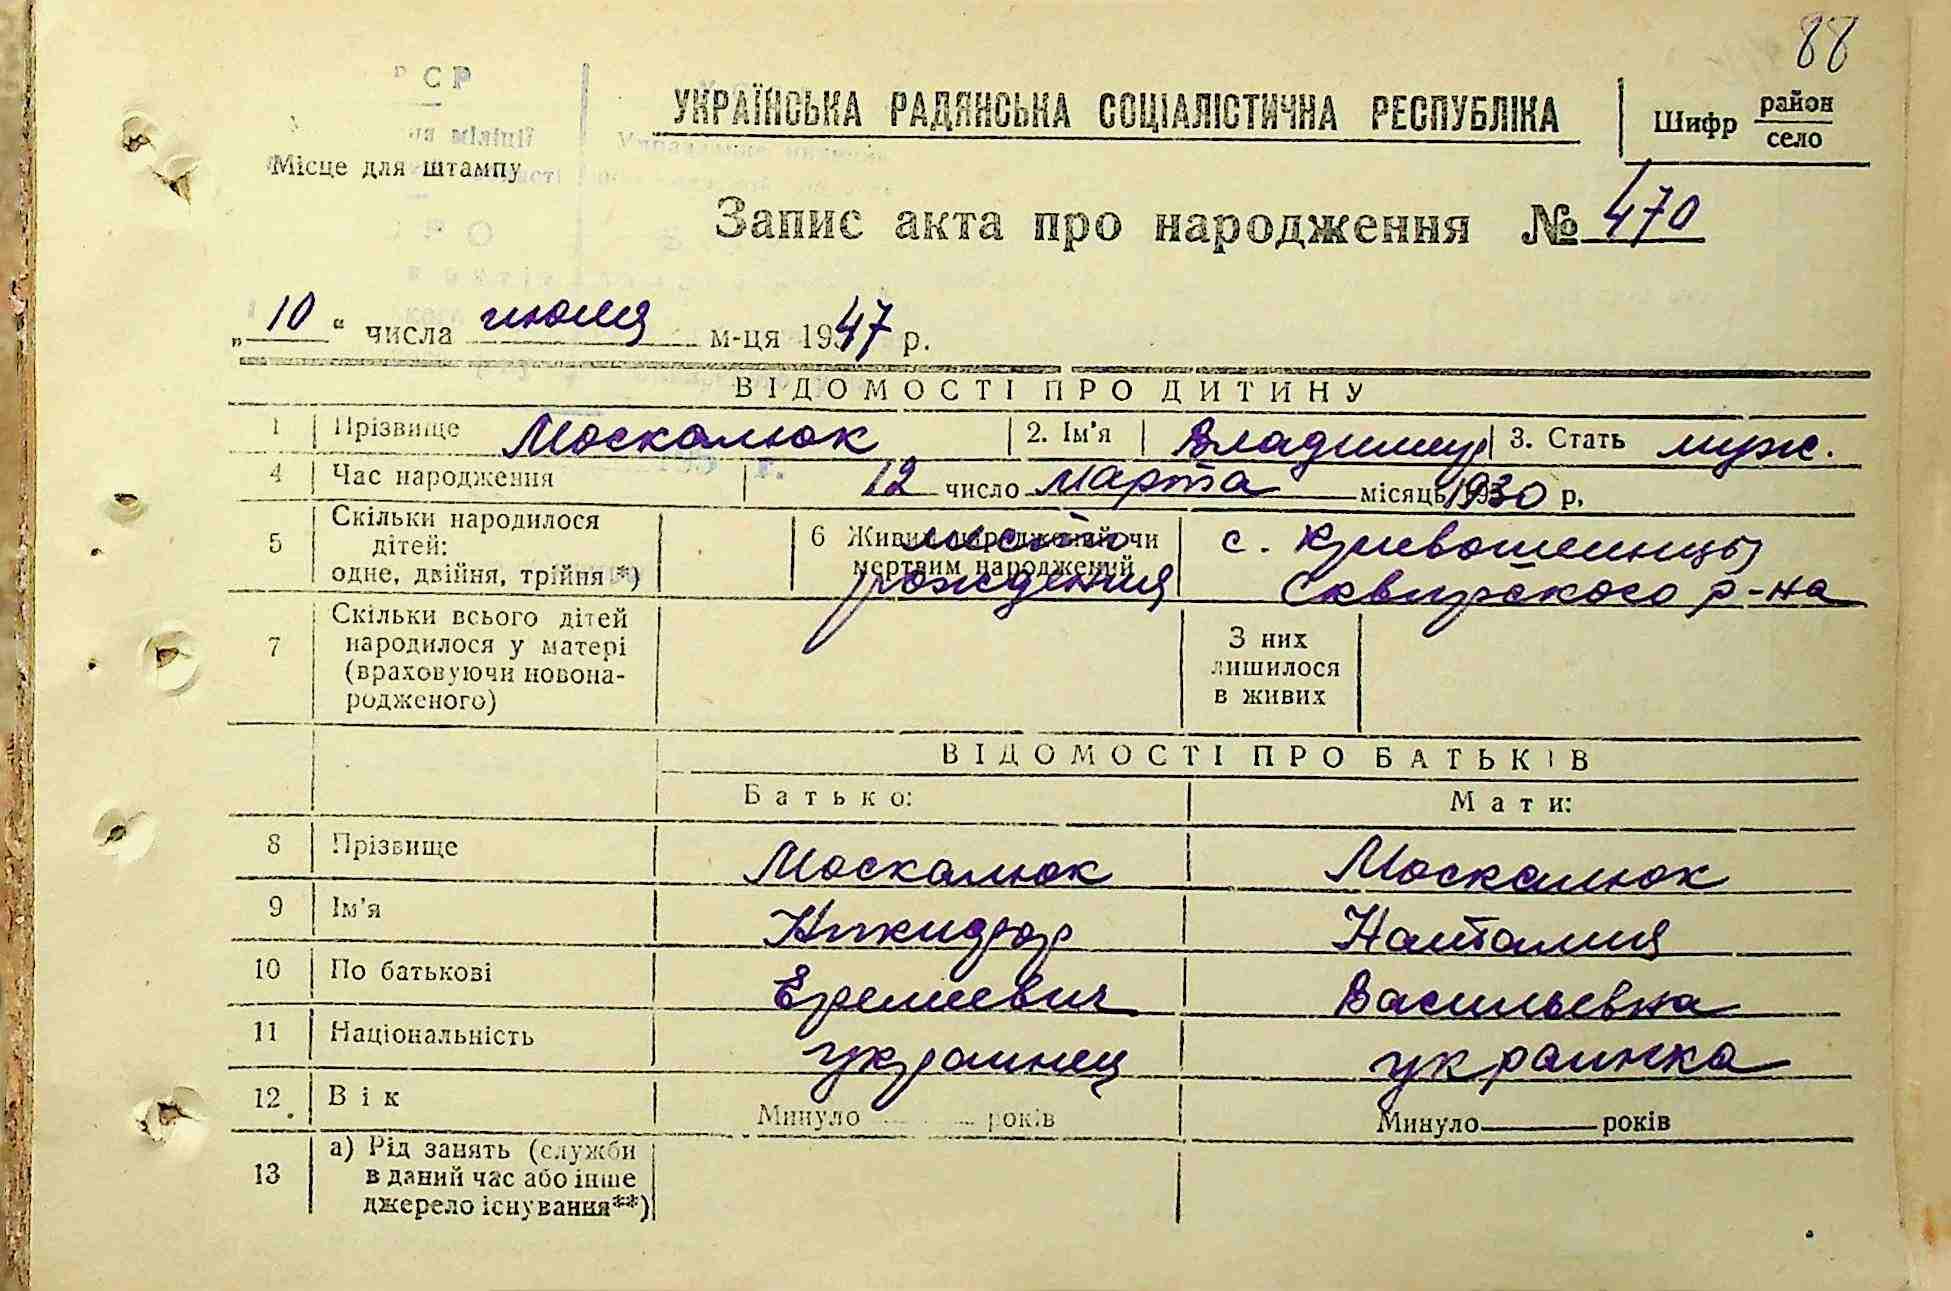 88
УКРАЇНСЬКА РАДЯНСЬКА СОЦІАЛІСТИЧНА РЕСПУБЛІКА
Шифр район
село
Місце для штампу
Запис акта про народження № 470
„10“ числа июля м-ця 1947 р.
ВІДОМОСТІ ПРО ДИТИНУ
1 Прізвище Москалюк 2. Ім'я Владимир 3. Стать муж.
4 Час народження 12 число марта місяць 1930 р.
5 Скільки народилося дітей: одне, двійня, трійня *)
6 Живим народжений чи мертвим народжений
место рождения
с. Кривошеинцы
Сквирского р-на
7 Скільки всього дітей народилося у матері (враховуючи новонародженого)
З них лишилося в живих
ВІДОМОСТІ ПРО БАТЬКІВ
Батько: Мати:
8 Прізвище Москалюк Москалюк
9 Ім'я Никидор Наталия
10 По батькові Еремеевич Васильевна
11 Національність украинец украинка
12 Вік Минуло років Минуло років
13 а) Рід занять (служби
в даний час або інше
джерело існування**)